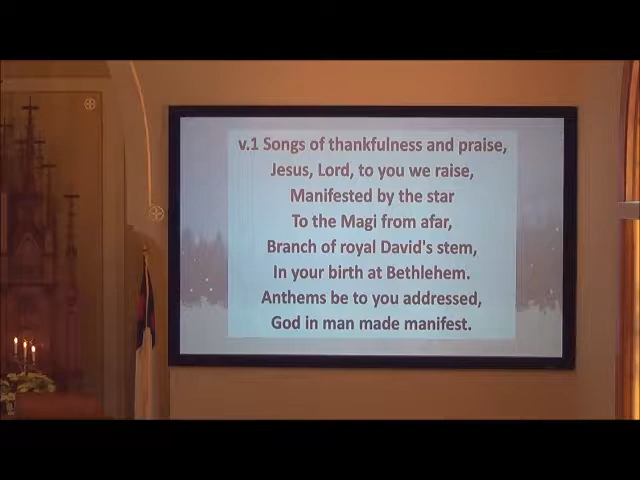 v.1 Songs of thankfulness and praise,
Jesus, Lord, to you we raise,
Manifested by the star
To the Magi from afar,
Branch of royal David's stem,
In your birth at Bethlehem.
Anthems be to you addressed,
God in man made manifest.